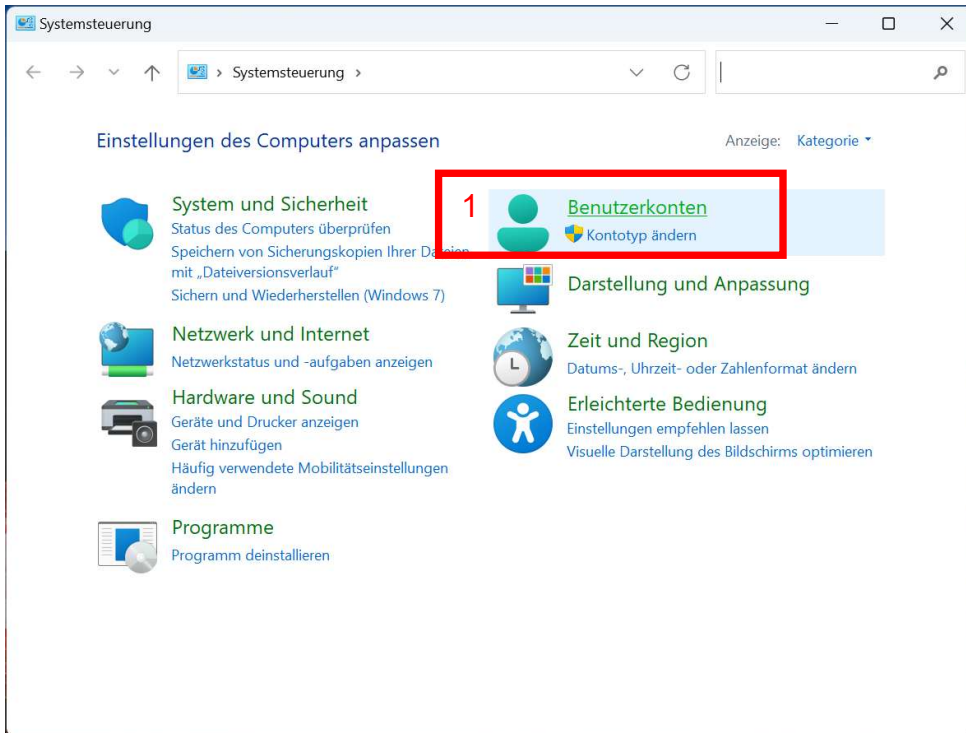 Systemsteuerung
Systemsteuerung
Einstellungen des Computers anpassen
Anzeige: Kategorie
System und Sicherheit
Status des Computers überprüfen
Speichern von Sicherungskopien Ihrer Dateien
mit „Dateiversionsverlauf“
Sichern und Wiederherstellen (Windows 7)
Netzwerk und Internet
Netzwerkstatus und -aufgaben anzeigen
Hardware und Sound
Geräte und Drucker anzeigen
Gerät hinzufügen
Häufig verwendete Mobilitätseinstellungen
ändern
Programme
Programm deinstallieren
1
Benutzerkonten
Kontotyp ändern
Darstellung und Anpassung
Zeit und Region
Datums-, Uhrzeit- oder Zahlenformat ändern
Erleichterte Bedienung
Einstellungen empfehlen lassen
Visuelle Darstellung des Bildschirms optimieren